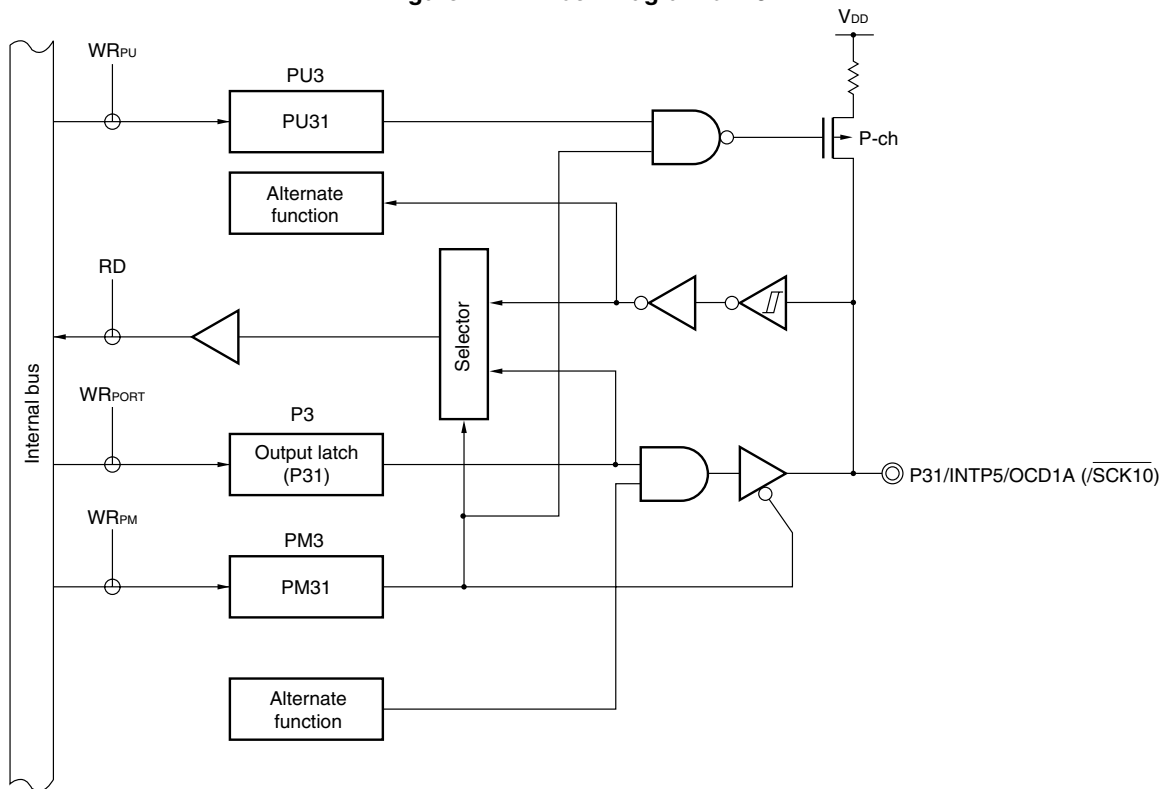 VDD
WRPU
PU3
PU31
P-ch
Alternate
function
RD
Selector
Internal bus
WRPORT
P3
Output latch
(P31)
P31/INTP5/OCD1A (/SCK10)
WRPM
PM3
PM31
Alternate
function